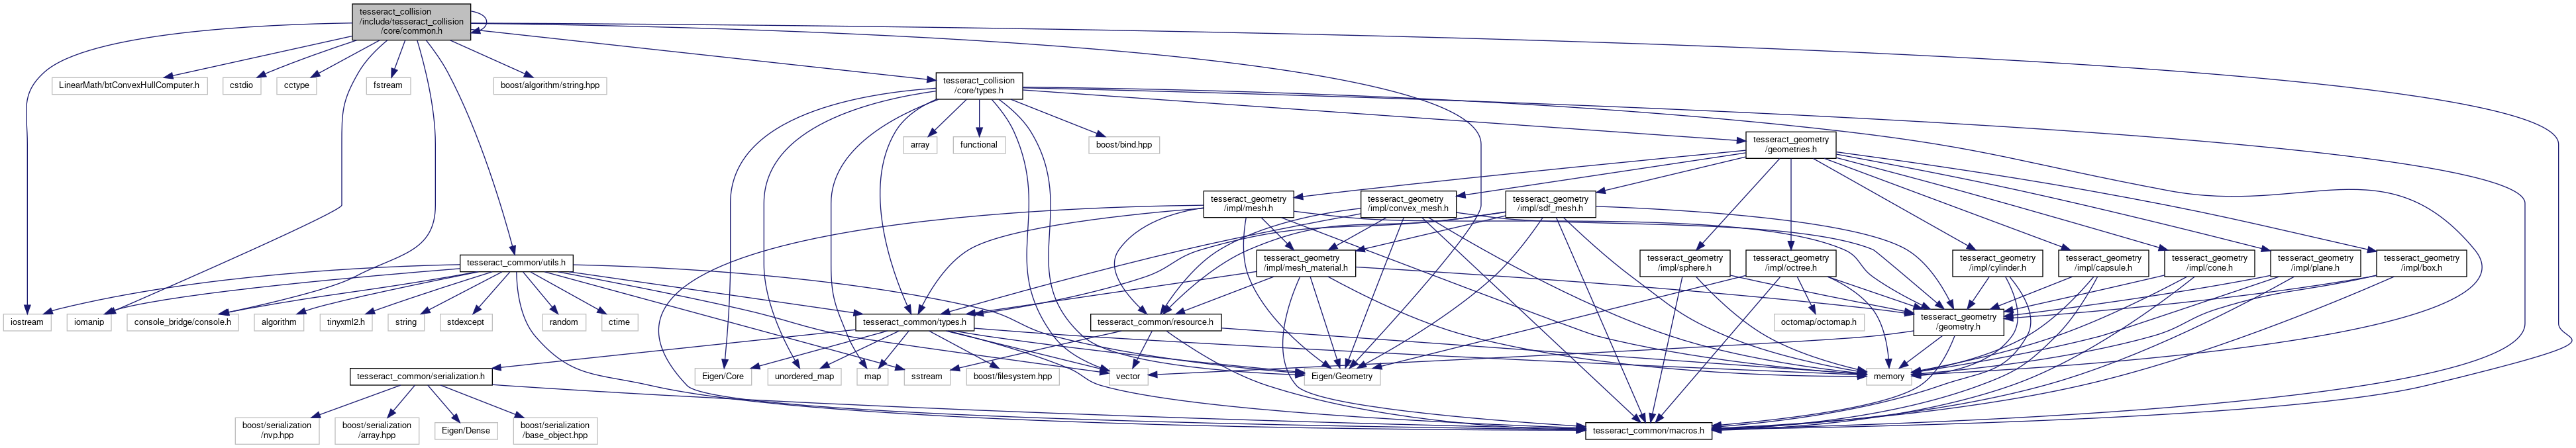 tesseract_collision
/include/tesseract_collision
/core/common.h
LinearMath/btConvexHullComputer.h
cstdio
cctype
fstream
boost/algorithm/string.hpp
tesseract_collision
/core/types.h
array
functional
boost/bind.hpp
tesseract_geometry
/geometries.h
tesseract_geometry
/impl/mesh.h
tesseract_geometry
/impl/convex_mesh.h
tesseract_geometry
/impl/sdf_mesh.h
tesseract_common/utils.h
tesseract_geometry
/impl/mesh_material.h
tesseract_geometry
/impl/sphere.h
tesseract_geometry
/impl/octree.h
tesseract_geometry
/impl/cylinder.h
tesseract_geometry
/impl/capsule.h
tesseract_geometry
/impl/cone.h
tesseract_geometry
/impl/plane.h
tesseract_geometry
/impl/box.h
iostream
iomanip
console_bridge/console.h
algorithm
tinyxml2.h
string
stdexcept
random
ctime
tesseract_common/types.h
tesseract_common/resource.h
octomap/octomap.h
tesseract_geometry
/geometry.h
tesseract_common/serialization.h
Eigen/Core
unordered_map
map
sstream
boost/filesystem.hpp
vector
Eigen/Geometry
memory
boost/serialization
/nvp.hpp
boost/serialization
/array.hpp
Eigen/Dense
boost/serialization
/base_object.hpp
tesseract_common/macros.h